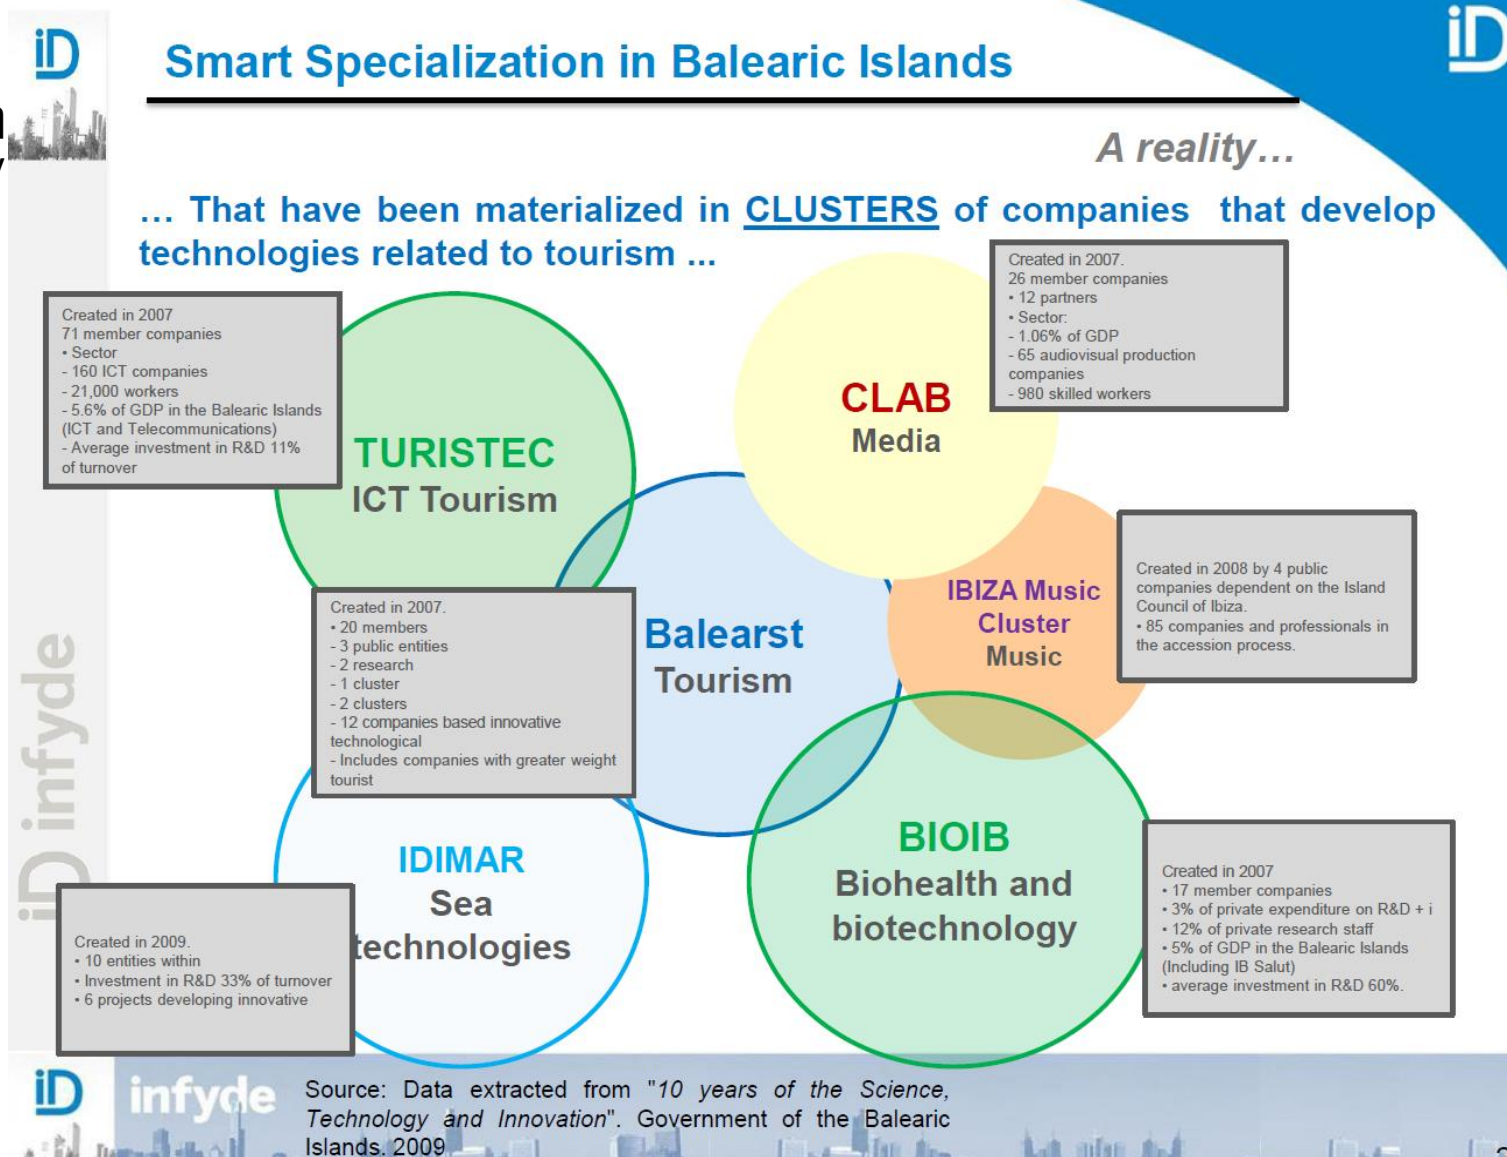 iD
iD
Smart Specialization in Balearic Islands
A reality…
… That have been materialized in CLUSTERS of companies that develop
technologies related to tourism ...
Created in 2007
71 member companies
• Sector
- 160 ICT companies
- 21,000 workers
- 5.6% of GDP in the Balearic Islands
(ICT and Telecommunications)
- Average investment in R&D 11%
of turnover
TURISTEC
ICT Tourism
CLAB
Media
Created in 2007.
26 member companies
• 12 partners
• Sector:
- 1.06% of GDP
- 65 audiovisual production
companies
- 980 skilled workers
Created in 2007.
• 20 members
- 3 public entities
- 2 research
- 1 cluster
- 2 clusters
- 12 companies based innovative
technological
- Includes companies with greater weight
tourist
Balearst
Tourism
IBIZA Music
Cluster
Music
Created in 2008 by 4 public
companies dependent on the Island
Council of Ibiza.
• 85 companies and professionals in
the accession process.
IDIMAR
Sea
technologies
Created in 2009.
• 10 entities within
• Investment in R&D 33% of turnover
• 6 projects developing innovative
BIOIB
Biohealth and
biotechnology
Created in 2007
• 17 member companies
• 3% of private expenditure on R&D + i
• 12% of private research staff
• 5% of GDP in the Balearic Islands
(Including IB Salut)
• average investment in R&D 60%.
iD infyde
iD infyde
Source: Data extracted from "10 years of the Science,
Technology and Innovation". Government of the Balearic
Islands. 2009